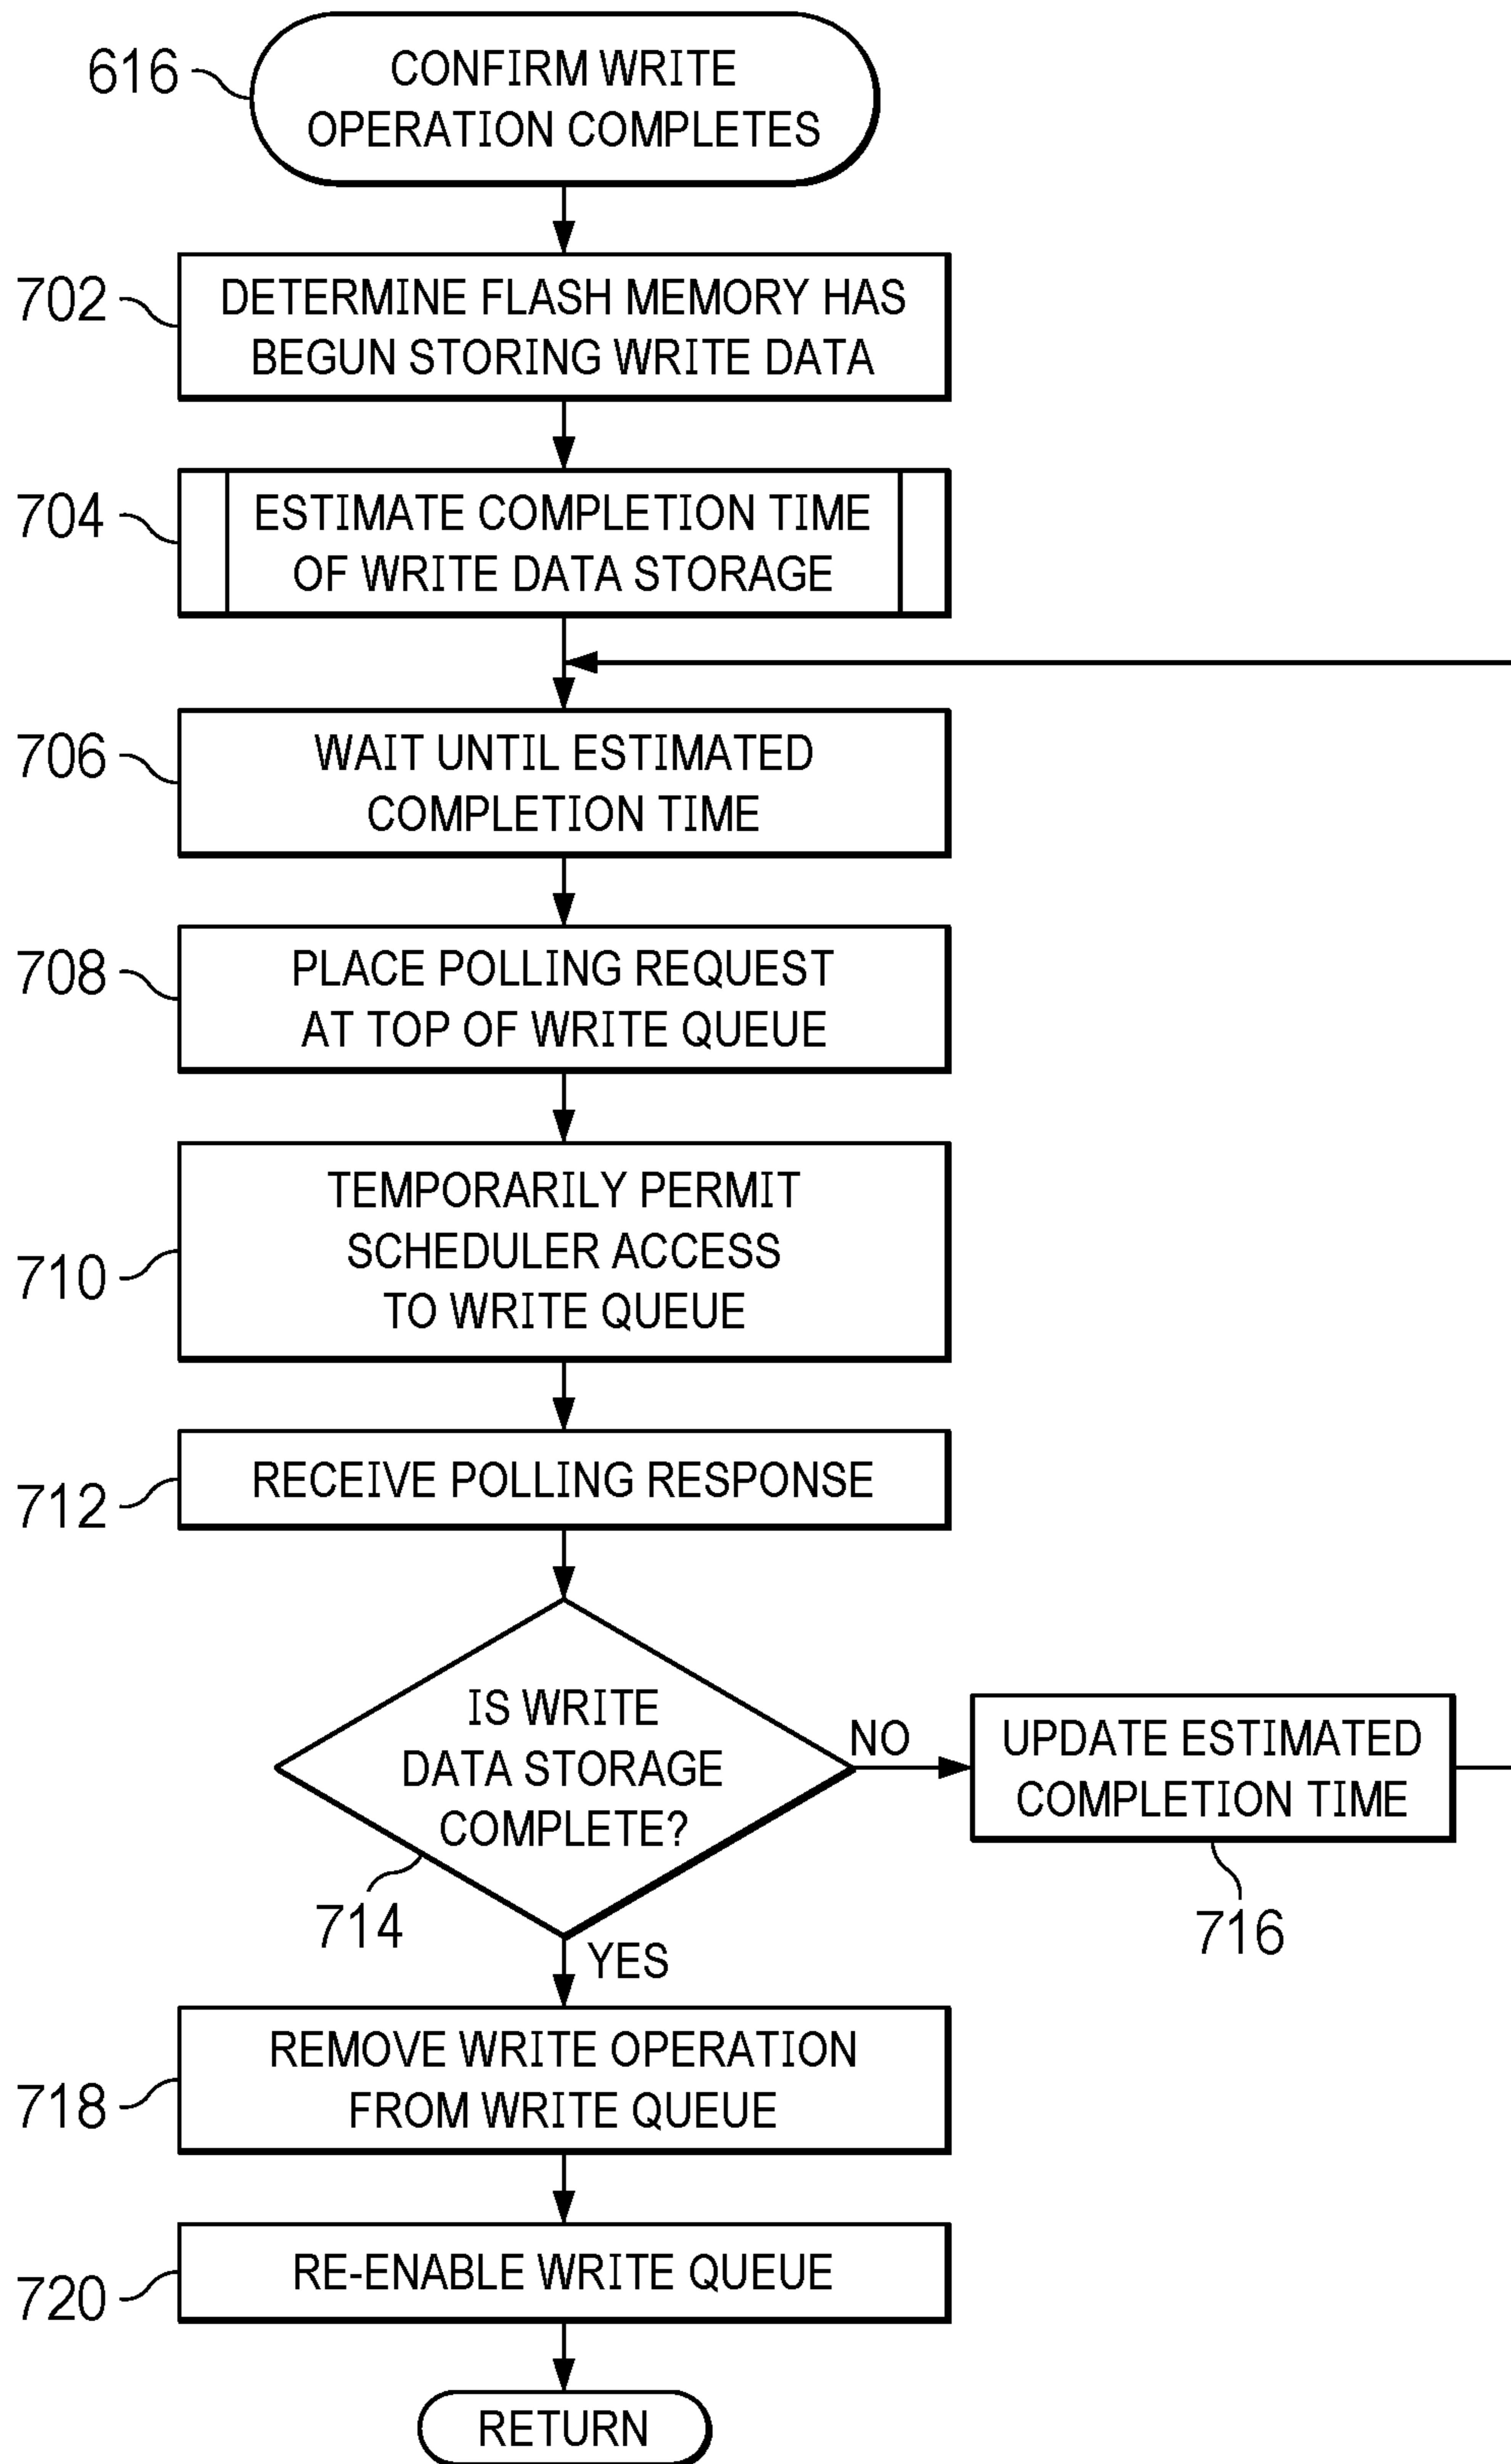 616
CONFIRM WRITE
OPERATION COMPLETES
702
DETERMINE FLASH MEMORY HAS
BEGUN STORING WRITE DATA
704
ESTIMATE COMPLETION TIME
OF WRITE DATA STORAGE
706
WAIT UNTIL ESTIMATED
COMPLETION TIME
708
PLACE POLLING REQUEST
AT TOP OF WRITE QUEUE
710
TEMPORARILY PERMIT
SCHEDULER ACCESS
TO WRITE QUEUE
712
RECEIVE POLLING RESPONSE
IS WRITE
DATA STORAGE
COMPLETE?
714
NO
UPDATE ESTIMATED
COMPLETION TIME
716
YES
718
REMOVE WRITE OPERATION
FROM WRITE QUEUE
720
RE-ENABLE WRITE QUEUE
RETURN